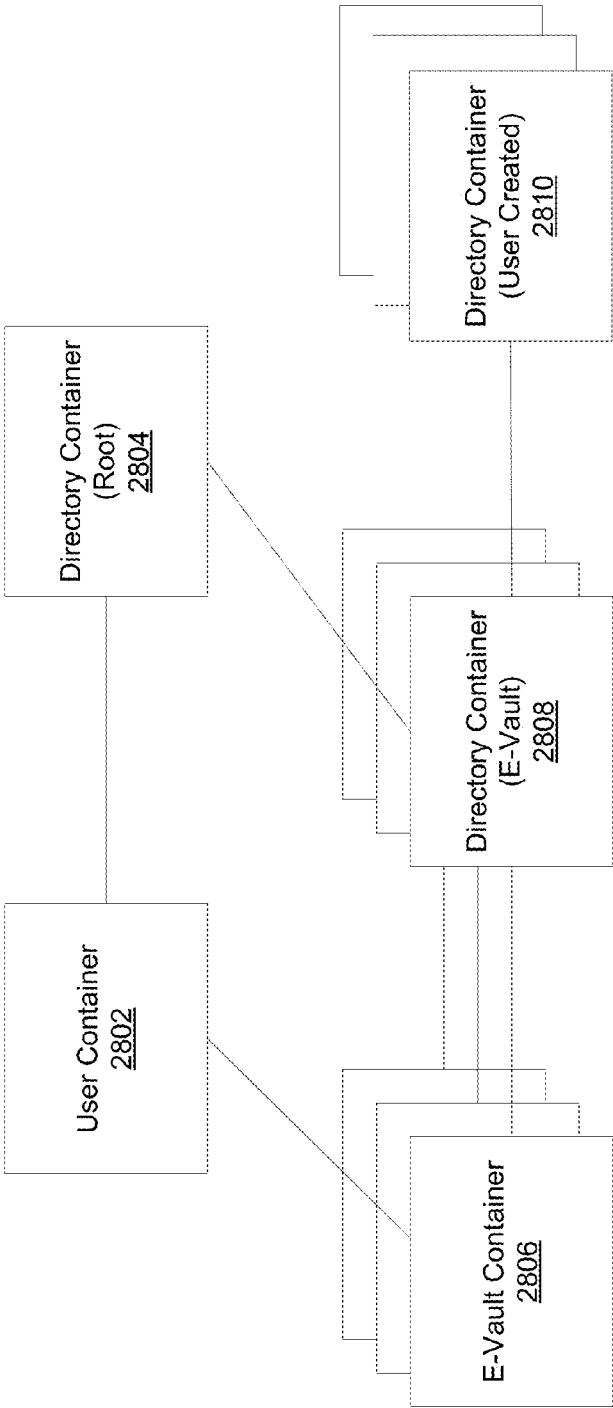 User Container
2802
Directory Container
(Root)
2804
E-Vault Container
2806
Directory Container
(E-Vault)
2808
Directory Container
(User Created)
2810